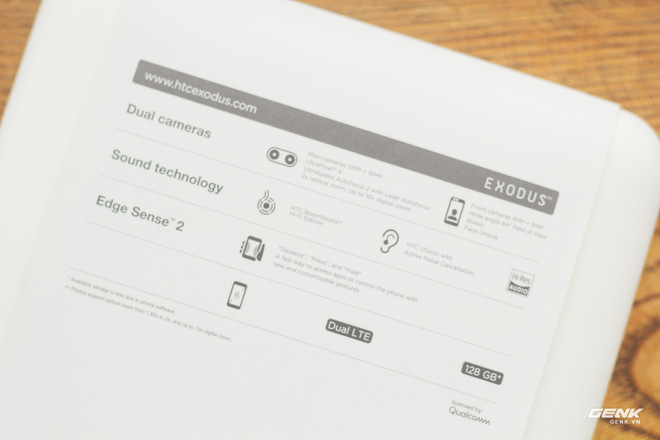 www.htcexodus.com
EXODUS™
Dual cameras
Main cameras 12MP + 16MP
UltraPixel™ 4
UltraSpeed Autofocus 2 with Laser Autofocus
2x optical zoom, Up to 10x digital zoom
Front cameras 8MP + 8MP
Wide angle 84° field of view
Bokeh
Face Unlock
Sound technology
HTC BoomSound™
Hi-Fi Edition
HTC USonic with
Active Noise Cancellation
Hi-Res
AUDIO
Edge Sense™ 2
"Squeeze", "Press", and "Hold"
A fast way to access apps or control the phone with
new and customizable gestures
6
Dual LTE
128 GB*
* Available storage is less due to phone software.
** Photos support optical zoom from 1.85x to 2x, and up to 10x digital zoom.
licensed by
Qualcomm
GENK
GENK.VN